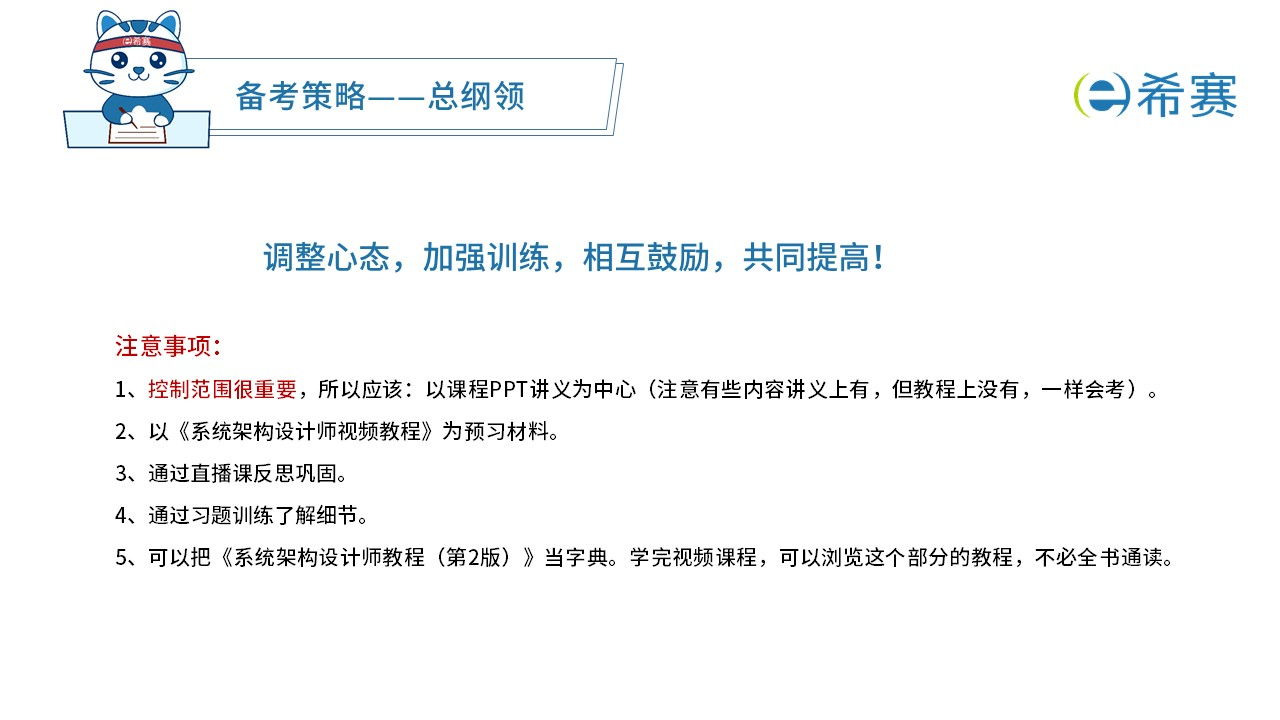 希赛
备考策略——总纲领
希赛
调整心态，加强训练，相互鼓励，共同提高！
注意事项：
1、控制范围很重要，所以应该：以课程PPT讲义为中心（注意有些内容讲义上有，但教程上没有，一样会考）。
2、以《系统架构设计师视频教程》为预习材料。
3、通过直播课反思巩固。
4、通过习题训练了解细节。
5、可以把《系统架构设计师教程（第2版）》当字典。学完视频课程，可以浏览这个部分的教程，不必全书通读。